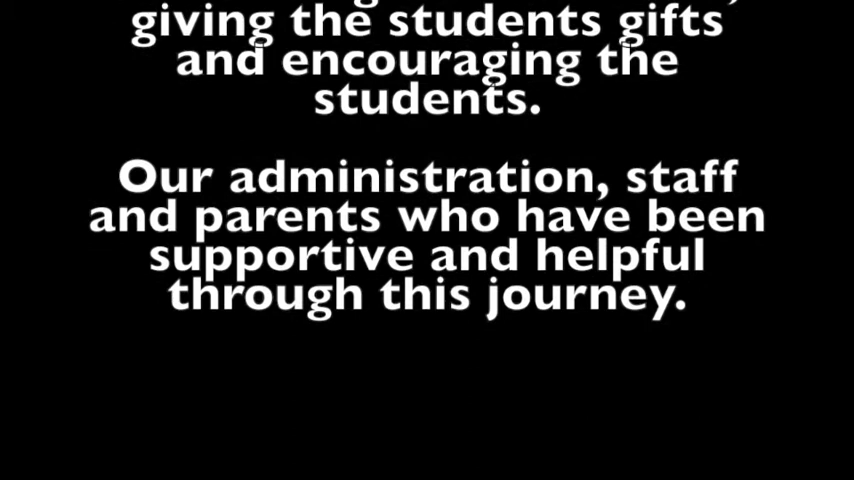 giving the students gifts
and encouraging the
students.
Our administration, staff
and parents who have been
supportive and helpful
through this journey.